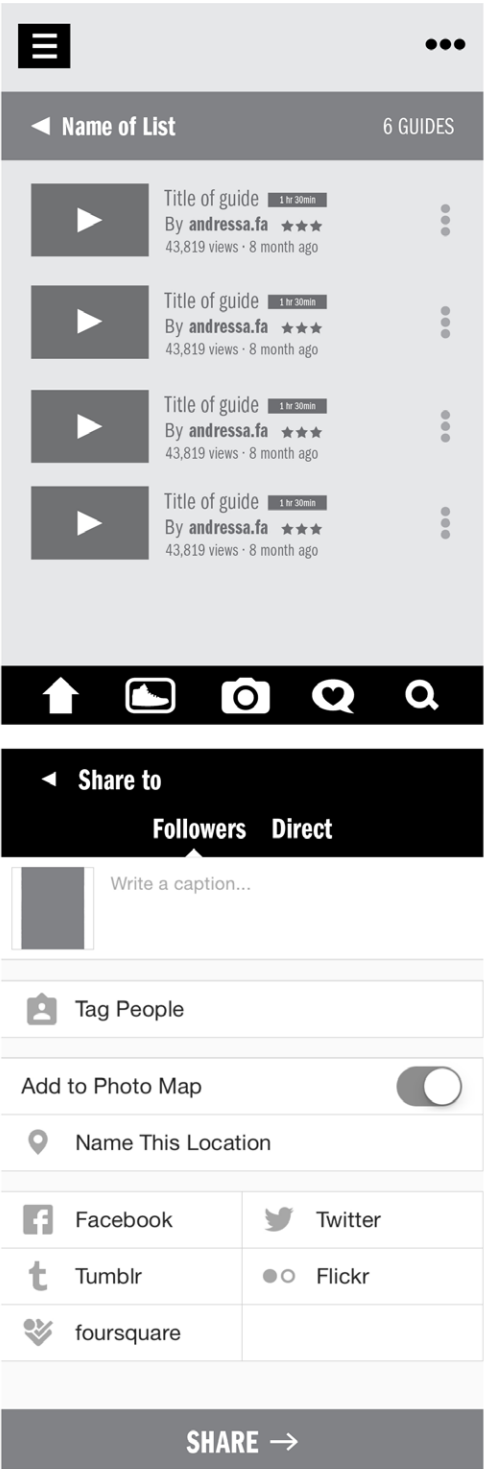 Name of List 6 GUIDES
Title of guide 1 hr 30min
By andressa.fa
43,819 views · 8 month ago
Title of guide 1 hr 30min
By andressa.fa
43,819 views · 8 month ago
Title of guide 1 hr 30min
By andressa.fa
43,819 views · 8 month ago
Title of guide 1 hr 30min
By andressa.fa
43,819 views · 8 month ago
Share to
Followers Direct
Write a caption...
Tag People
Add to Photo Map
Name This Location
Facebook Twitter
Tumblr Flickr
foursquare
SHARE →